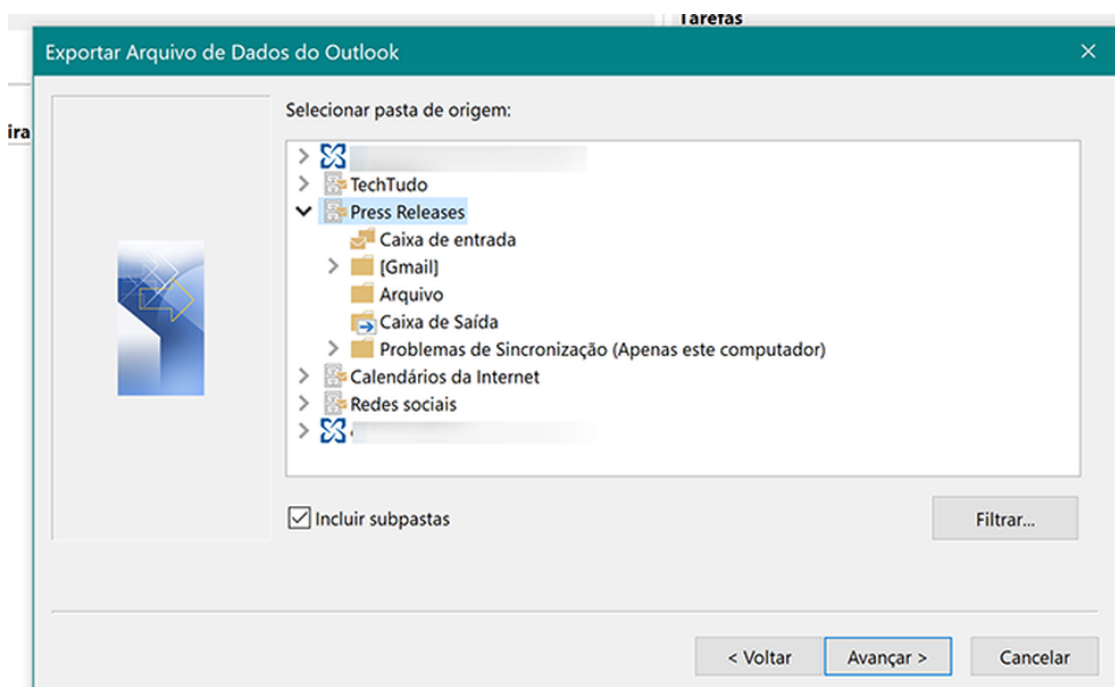 Tarefas
Exportar Arquivo de Dados do Outlook
ira
Selecionar pasta de origem:
TechTudo
Press Releases
Caixa de entrada
[Gmail]
Arquivo
Caixa de Saída
Problemas de Sincronização (Apenas este computador)
Calendários da Internet
Redes sociais
Incluir subpastas
Filtrar...
< Voltar
Avançar >
Cancelar